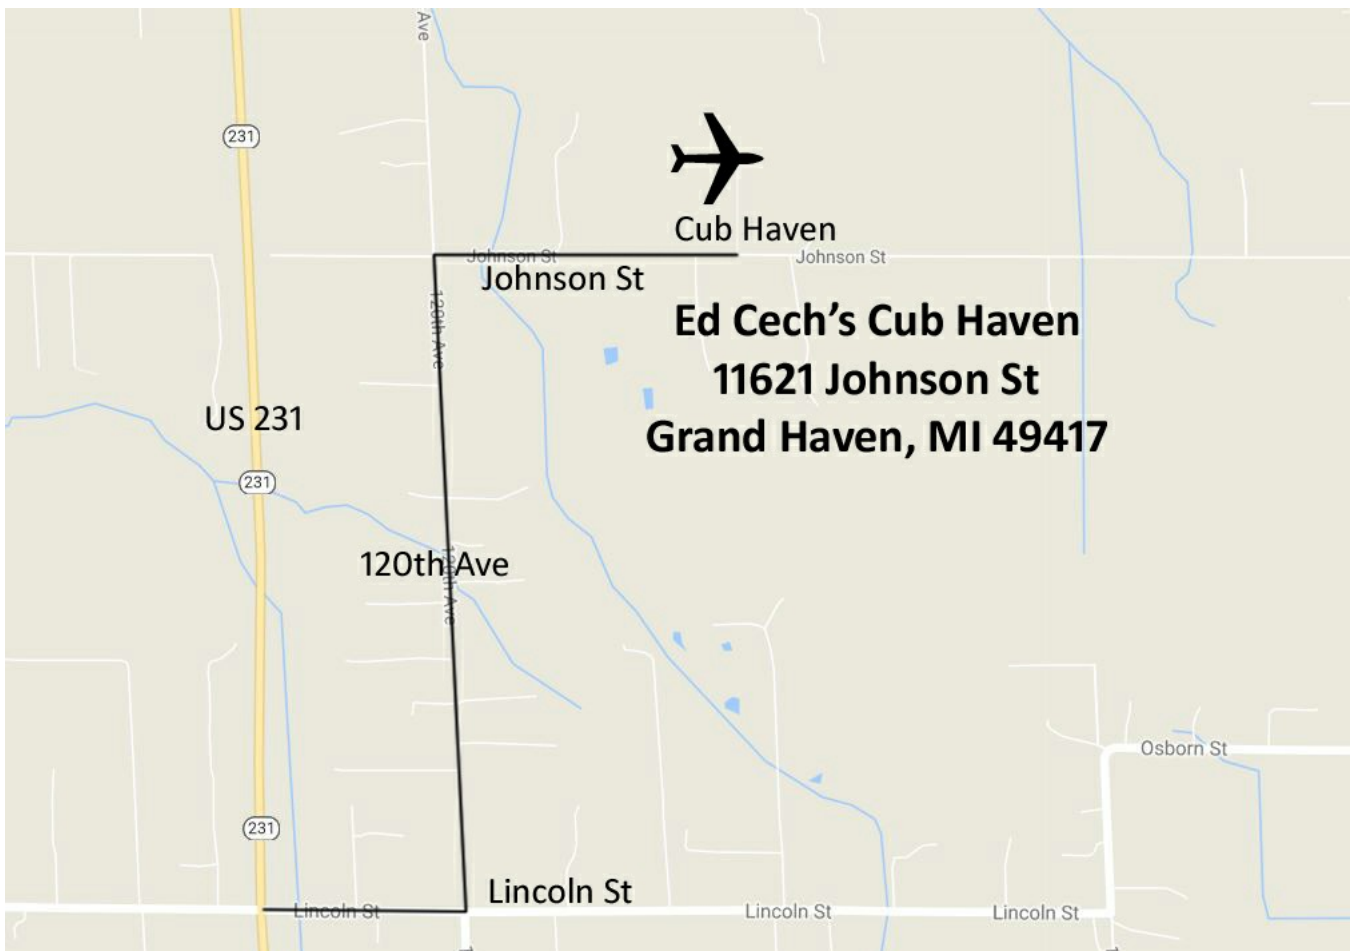 Ave
231
Cub Haven
Johnson St
Johnson St
Johnson St
120th Ave
Ed Cech’s Cub Haven
11621 Johnson St
Grand Haven, MI 49417
US 231
231
120th Ave
120th Ave
Osborn St
231
Lincoln St
Lincoln St
Lincoln St
Lincoln St